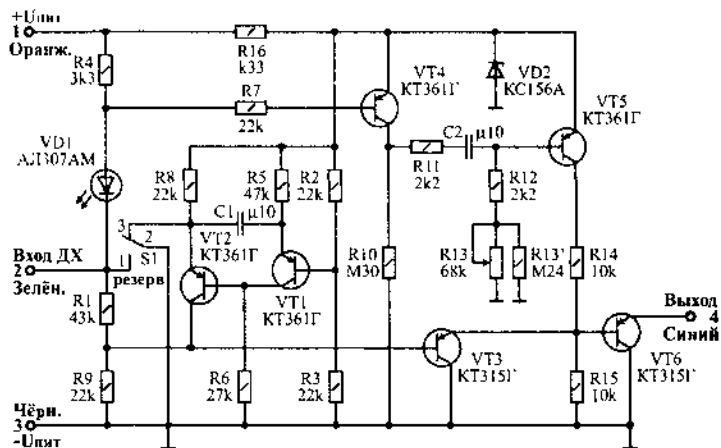 +Uпит
1
Оранж.
R4
3k3
R16
k33
R7
22k
VT4
КТ361Г
VD2
КС156А
VT5
КТ361Г
VD1
АЛ307АМ
R8
22k
R5
47k
R2
22k
C2
μ10
R11
2k2
R12
2k2
C1
μ10
3
2
1
S1
резерв
VT2
КТ361Г
VT1
КТ361Г
Вход ДХ
2
Зелён.
R10
М30
R13
68k
R13'
М24
R14
10k
R1
43k
Выход
4
Синий
R9
22k
R6
27k
R3
22k
VT3
КТ315Г
R15
10k
VT6
КТ315Г
Чёрн.
3
-Uпит